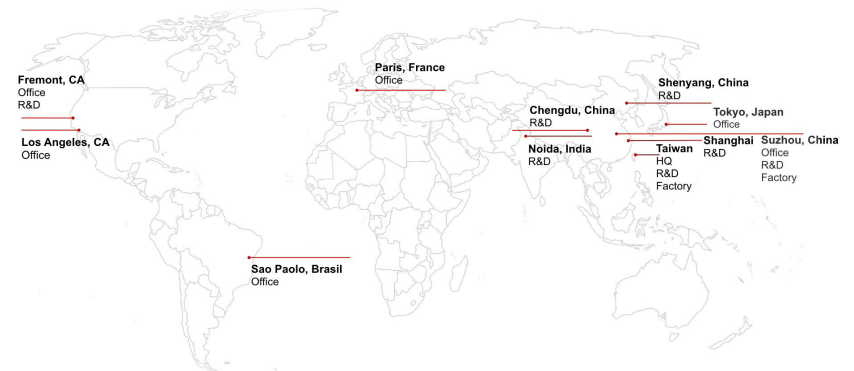 Fremont, CA
Office
R&D
Los Angeles, CA
Office
Paris, France
Office
Sao Paolo, Brasil
Office
Chengdu, China
R&D
Noida, India
R&D
Shenyang, China
R&D
Tokyo, Japan
Office
Shanghai
R&D
Suzhou, China
Office
R&D
Factory
Taiwan
HQ
R&D
Factory